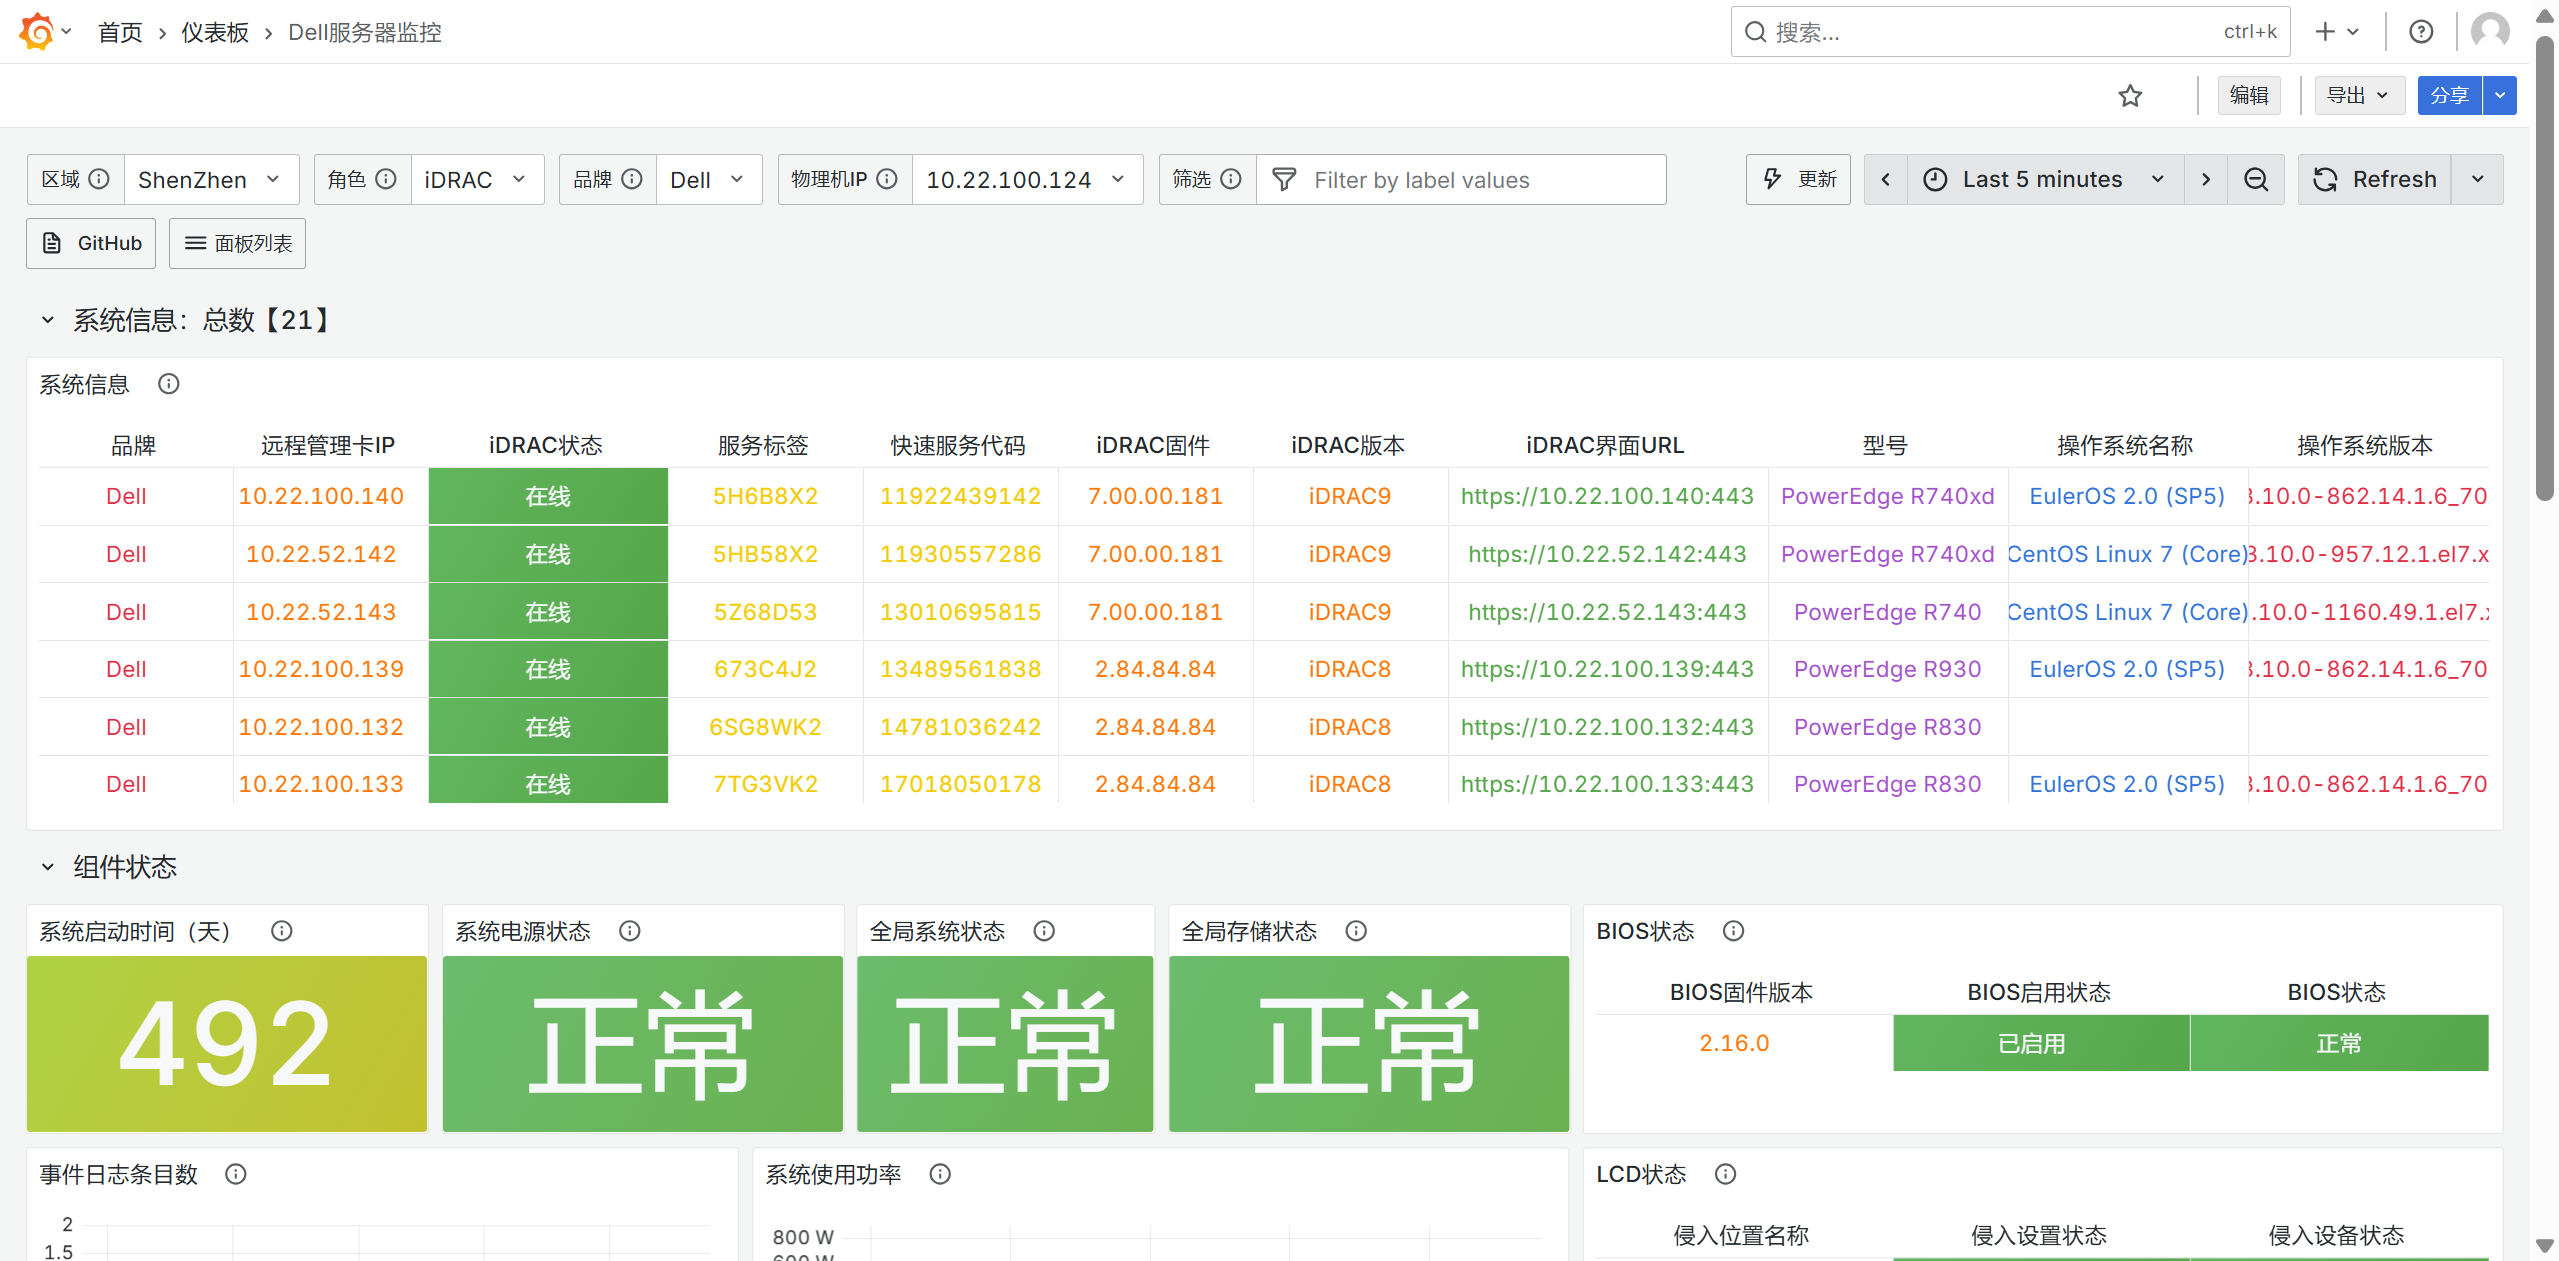 首页 › 仪表板 › Dell服务器监控
搜索... ctrl+k
编辑 导出 分享
区域 ShenZhen 角色 iDRAC 品牌 Dell 物理机IP 10.22.100.124 筛选 Filter by label values 更新 Last 5 minutes Refresh
GitHub 面板列表
系统信息：总数【21】
系统信息
品牌 远程管理卡IP iDRAC状态 服务标签 快速服务代码 iDRAC固件 iDRAC版本 iDRAC界面URL 型号 操作系统名称 操作系统版本
Dell 10.22.100.140 在线 5H6B8X2 11922439142 7.00.00.181 iDRAC9 https://10.22.100.140:443 PowerEdge R740xd EulerOS 2.0 (SP5) .10.0-862.14.1.6_70
Dell 10.22.52.142 在线 5HB58X2 11930557286 7.00.00.181 iDRAC9 https://10.22.52.142:443 PowerEdge R740xd CentOS Linux 7 (Core) 3.10.0-957.12.1.el7.x
Dell 10.22.52.143 在线 5Z68D53 13010695815 7.00.00.181 iDRAC9 https://10.22.52.143:443 PowerEdge R740 CentOS Linux 7 (Core) .10.0-1160.49.1.el7.
Dell 10.22.100.139 在线 673C4J2 13489561838 2.84.84.84 iDRAC8 https://10.22.100.139:443 PowerEdge R930 EulerOS 2.0 (SP5) .10.0-862.14.1.6_70
Dell 10.22.100.132 在线 6SG8WK2 14781036242 2.84.84.84 iDRAC8 https://10.22.100.132:443 PowerEdge R830
Dell 10.22.100.133 在线 7TG3VK2 17018050178 2.84.84.84 iDRAC8 https://10.22.100.133:443 PowerEdge R830 EulerOS 2.0 (SP5) .10.0-862.14.1.6_70
组件状态
系统启动时间（天） 系统电源状态 全局系统状态 全局存储状态 BIOS状态
492 正常 正常 正常
BIOS固件版本 BIOS启用状态 BIOS状态
2.16.0 已启用 正常
事件日志条目数 系统使用功率 LCD状态
2
1.5
800 W
600 W
侵入位置名称 侵入设置状态 侵入设备状态